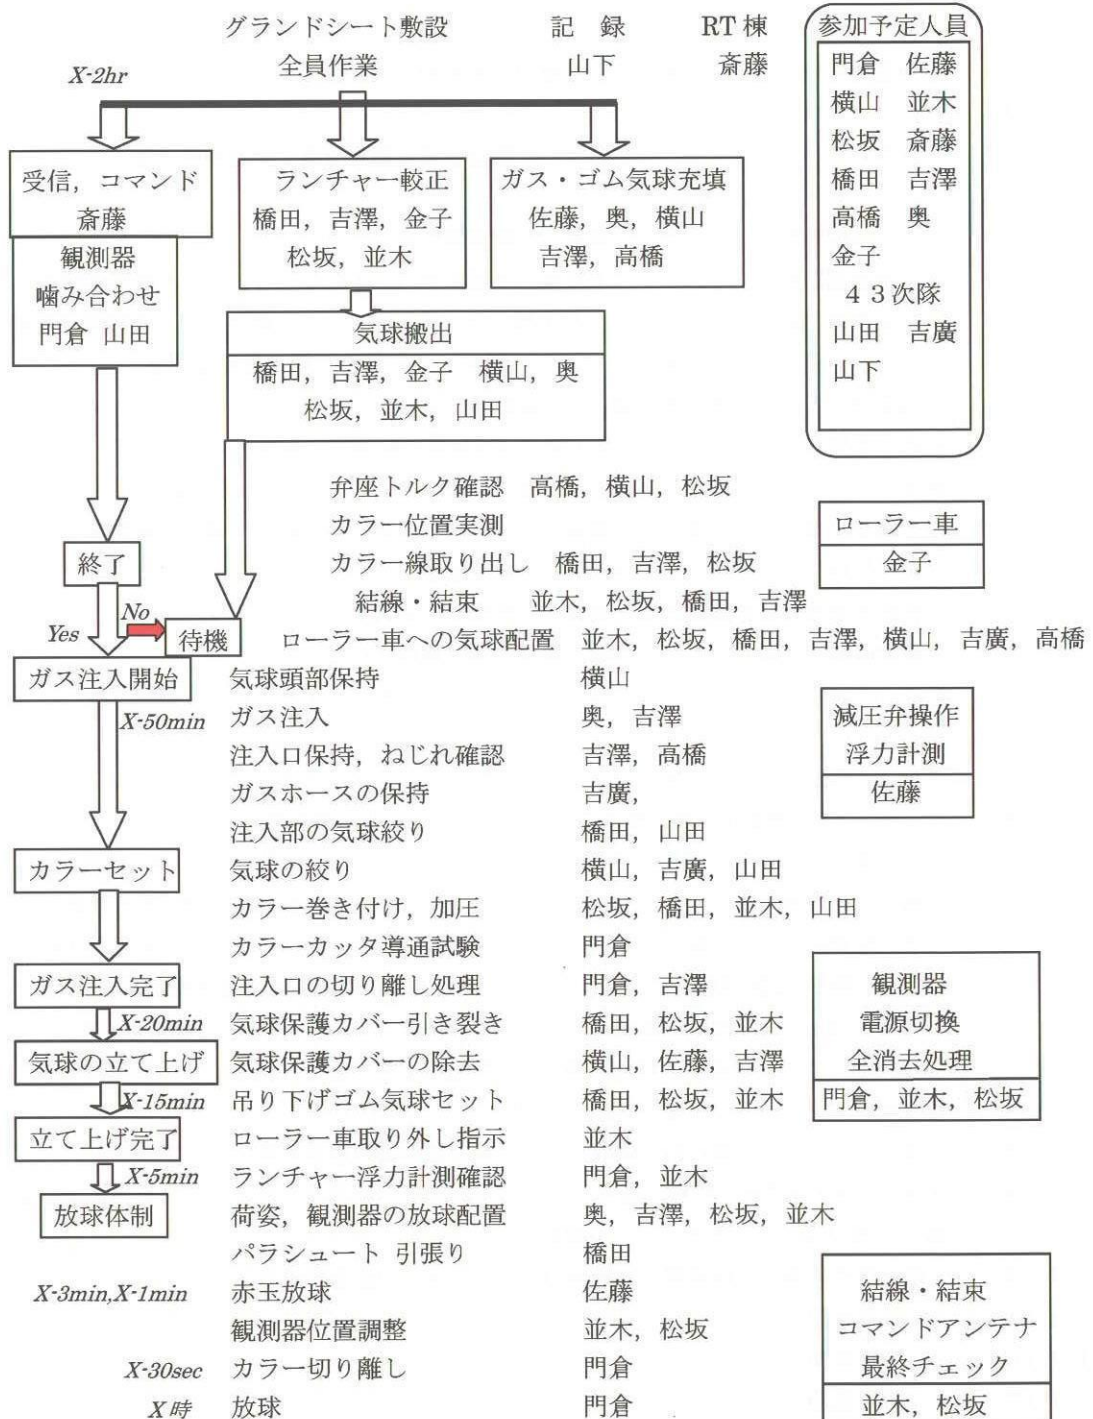 グランドシート敷設 記 録 RT棟
全員作業 山下 斎藤
X-2hr
参加予定人員
門倉 佐藤
横山 並木
松坂 斎藤
橋田 吉澤
高橋 奥
金子
４３次隊
山田 吉廣
山下
受信，コマンド
斎藤
観測器
噛み合わせ
門倉 山田
ランチャー較正
橋田，吉澤，金子
松坂，並木
ガス・ゴム気球充填
佐藤，奥，横山
吉澤，高橋
気球搬出
橋田，吉澤，金子 横山，奥
松坂，並木，山田
弁座トルク確認 高橋，横山，松坂
カラー位置実測
カラー線取り出し 橋田，吉澤，松坂
結線・結束 並木，松坂，橋田，吉澤
ローラー車
金子
終了
No
Yes
待機
ローラー車への気球配置 並木，松坂，橋田，吉澤，横山，吉廣，高橋
ガス注入開始 気球頭部保持 横山
X-50min ガス注入 奥，吉澤
注入口保持，ねじれ確認 吉澤，高橋
ガスホースの保持 吉廣，
注入部の気球絞り 橋田，山田
減圧弁操作
浮力計測
佐藤
カラーセット 気球の絞り 横山，吉廣，山田
カラー巻き付け，加圧 松坂，橋田，並木，山田
カラーカッタ導通試験 門倉
ガス注入完了 注入口の切り離し処理 門倉，吉澤
X-20min 気球保護カバー引き裂き 橋田，松坂，並木
気球の立て上げ 気球保護カバーの除去 横山，佐藤，吉澤
X-15min 吊り下げゴム気球セット 橋田，松坂，並木
観測器
電源切換
全消去処理
門倉，並木，松坂
立て上げ完了 ローラー車取り外し指示 並木
X-5min ランチャー浮力計測確認 門倉，並木
放球体制 荷姿，観測器の放球配置 奥，吉澤，松坂，並木
パラシュート 引張り 橋田
X-3min,X-1min 赤玉放球 佐藤
観測器位置調整 並木，松坂
X-30sec カラー切り離し 門倉
X時 放球 門倉
結線・結束
コマンドアンテナ
最終チェック
並木，松坂